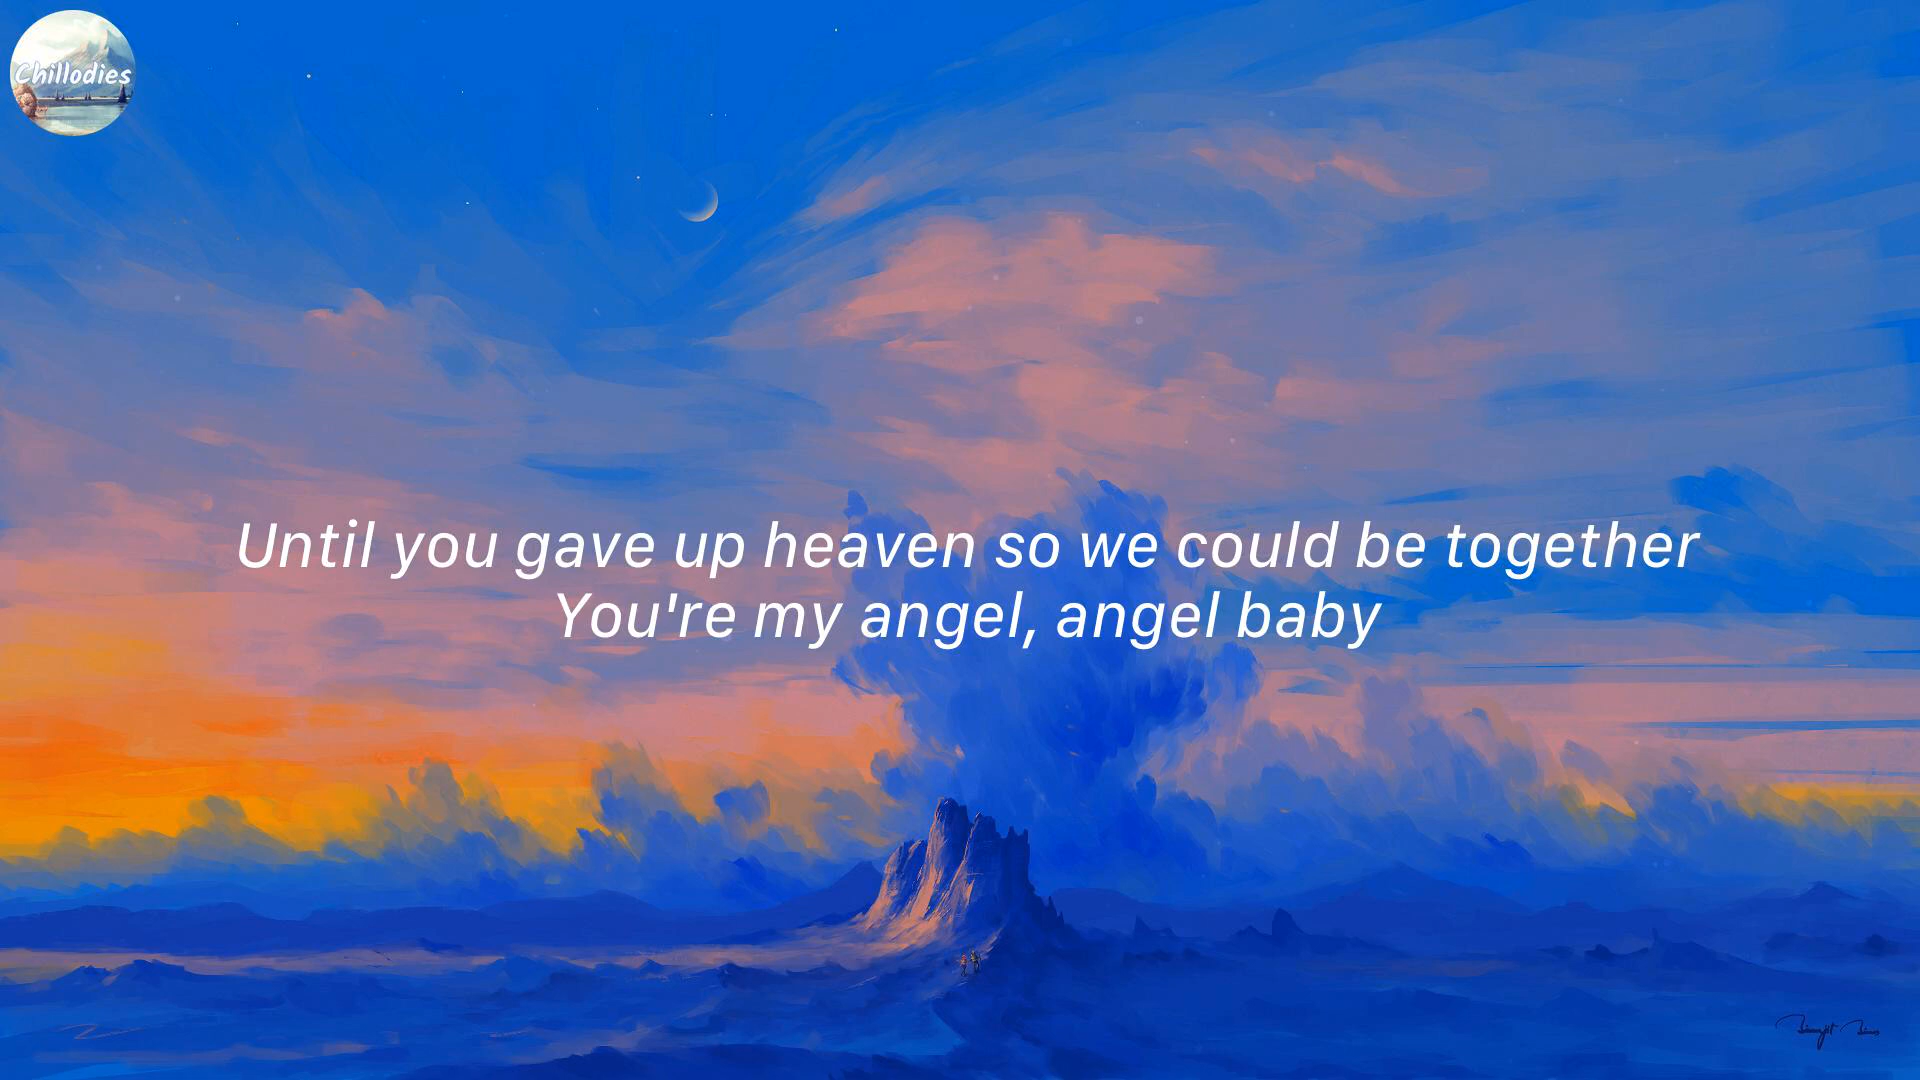 Chillodies
Until you gave up heaven so we could be together
You're my angel, angel baby